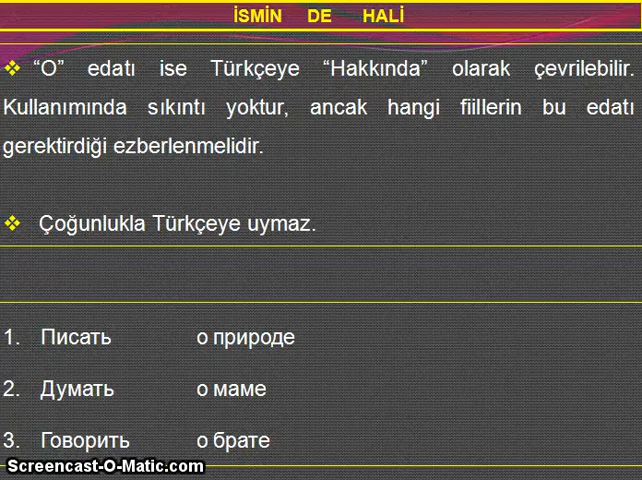 İSMİN DE HALİ
❖ “O” edatı ise Türkçeye “Hakkında” olarak çevrilebilir.
Kullanımında sıkıntı yoktur, ancak hangi fiillerin bu edatı
gerektirdiği ezberlenmelidir.
❖ Çoğunlukla Türkçeye uymaz.
1. Писать о природе
2. Думать о маме
3. Говорить о брате
Screencast-O-Matic.com